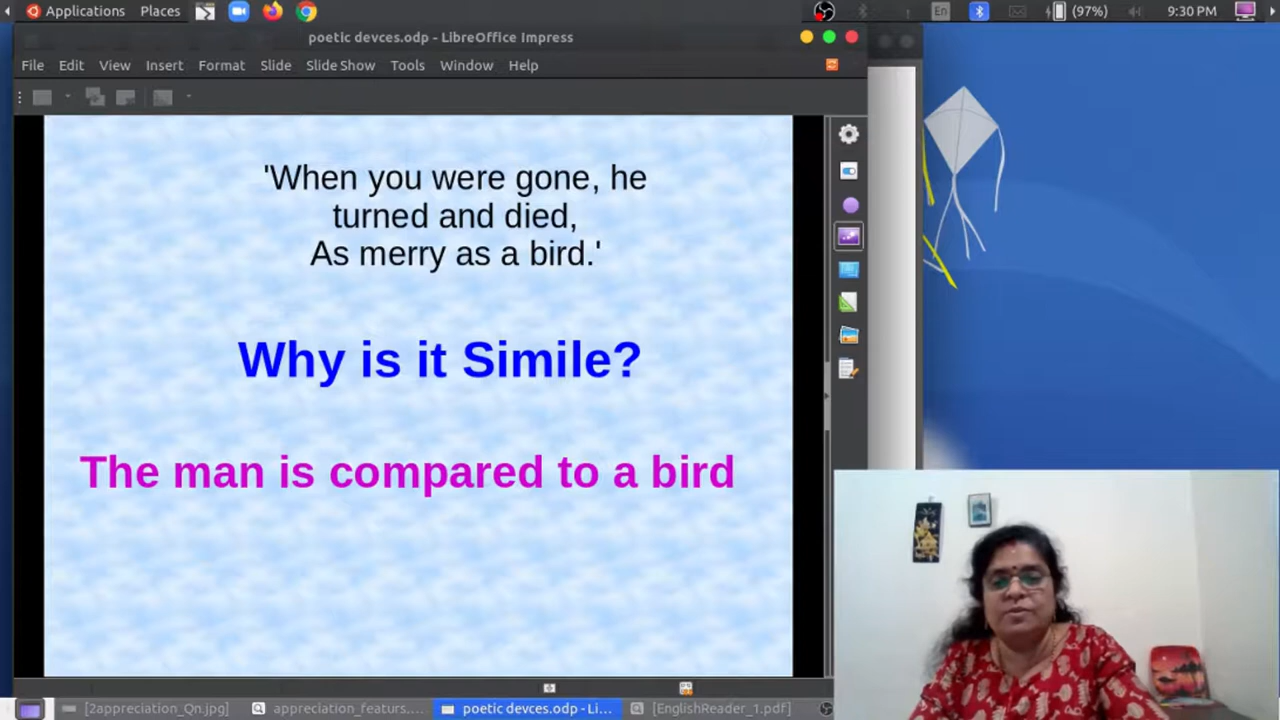 Applications Places
En
(97%)
9:30 PM
poetic devces.odp - LibreOffice Impress
File Edit View Insert Format Slide Slide Show Tools Window Help
'When you were gone, he
turned and died,
As merry as a bird.'
Why is it Simile?
The man is compared to a bird
[2appreciation_Qn.jpg] appreciation_featurs.... poetic devces.odp - Li... [EnglishReader_1.pdf]